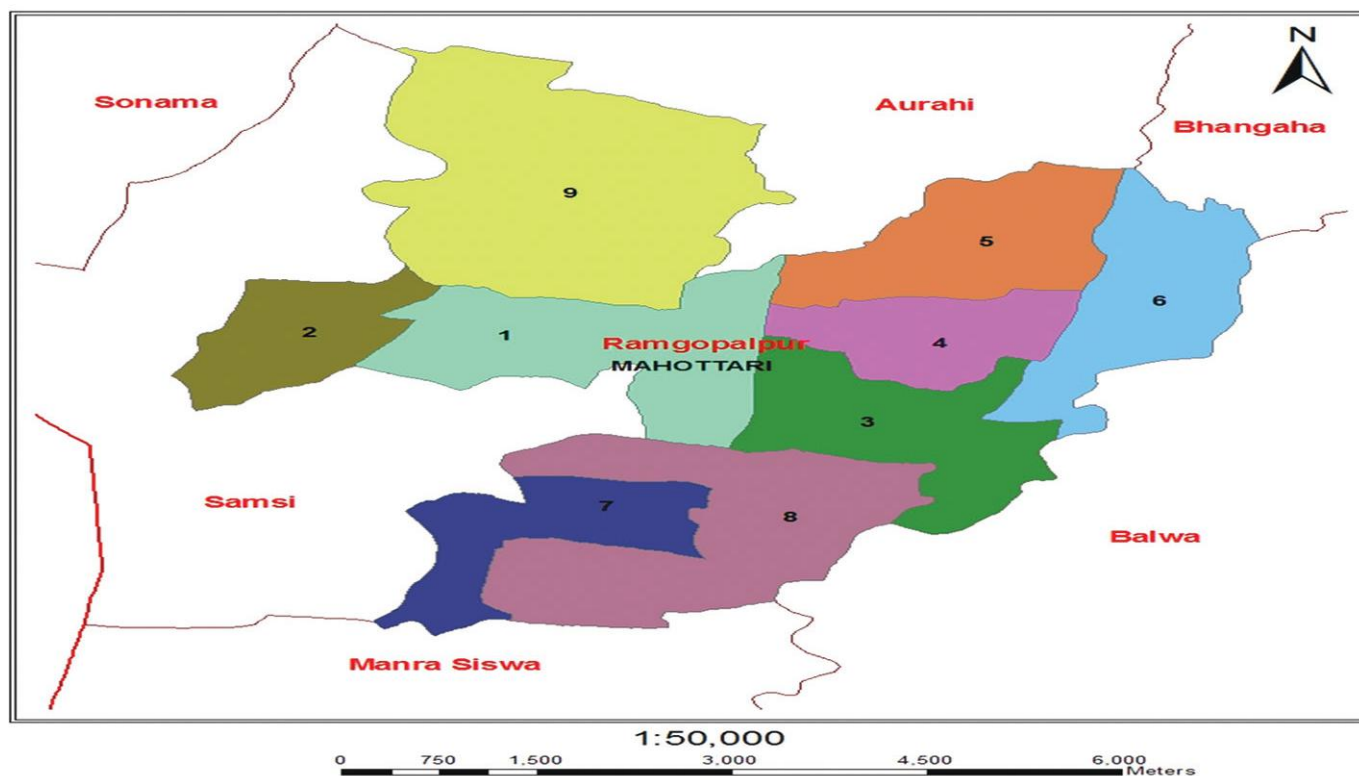 N
Sonama
Aurahi
Bhangaha
9
5
6
2
1
Ramgopalpur
4
MAHOTTARI
3
Samsi
7
8
Balwa
Manra Siswa
1:50,000
0 750 1,500 3,000 4,500 6,000
Meters